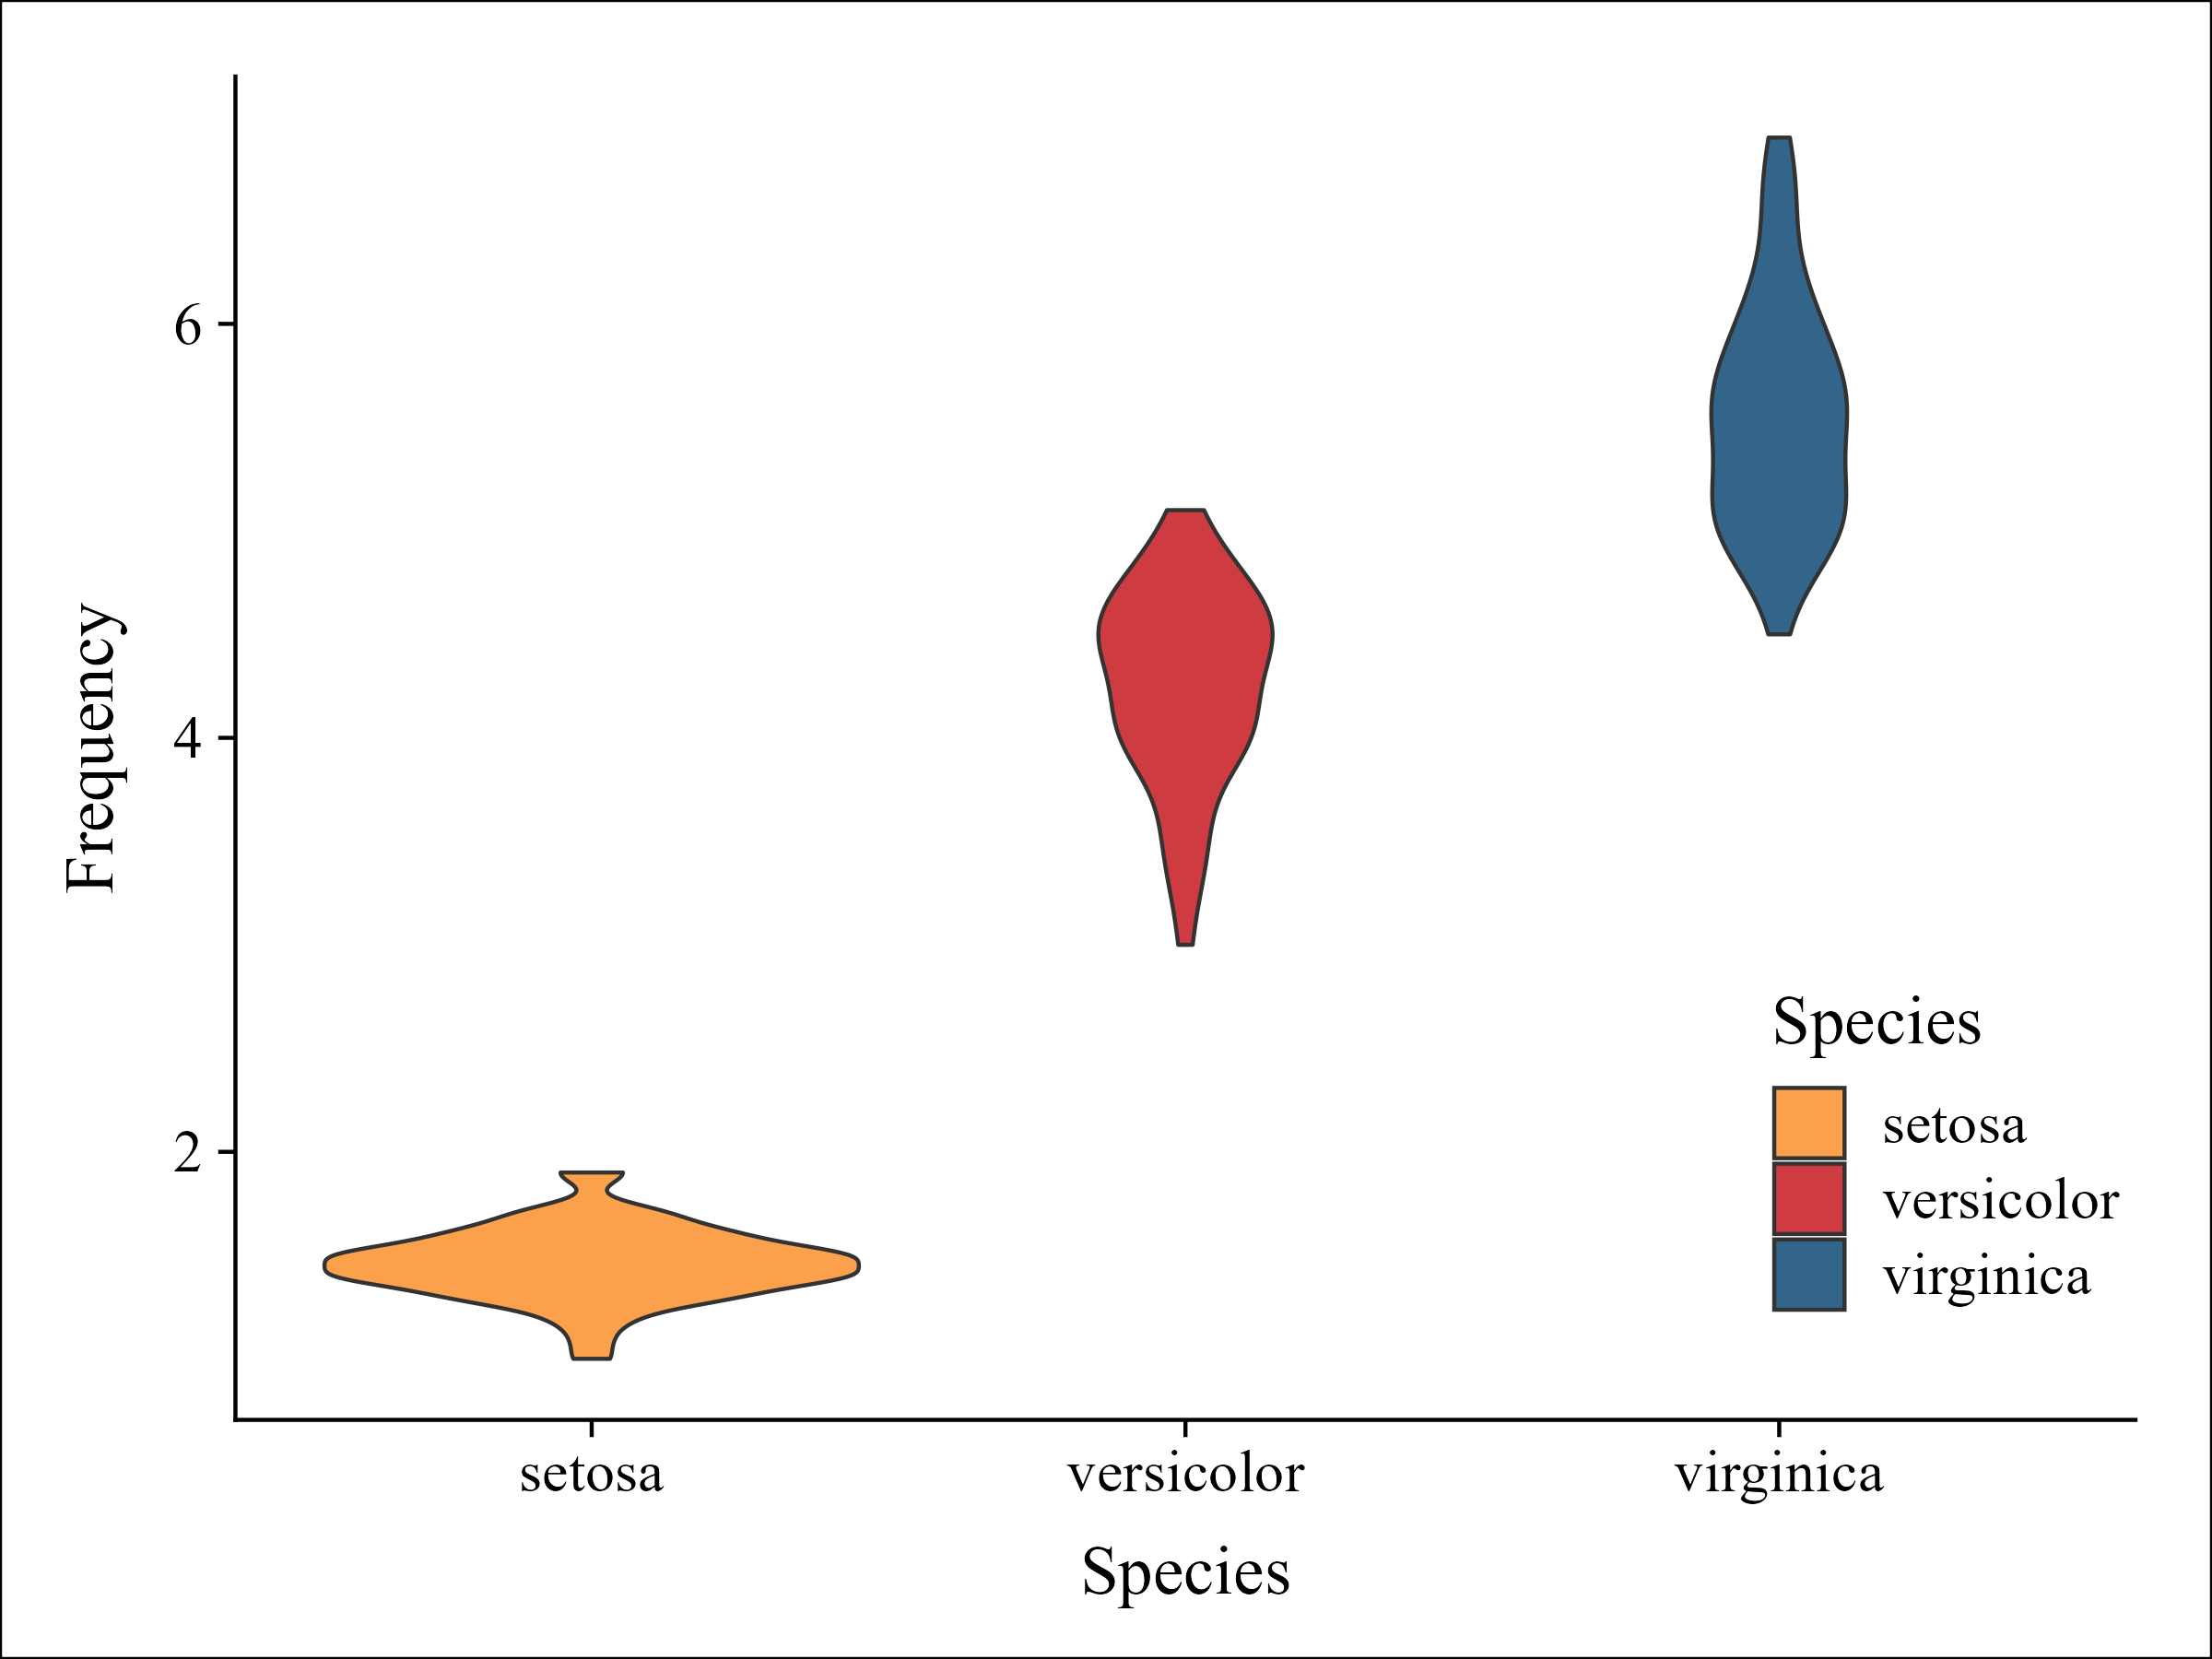 Frequency
6
4
2
setosa
versicolor
virginica
Species
Species
setosa
versicolor
virginica